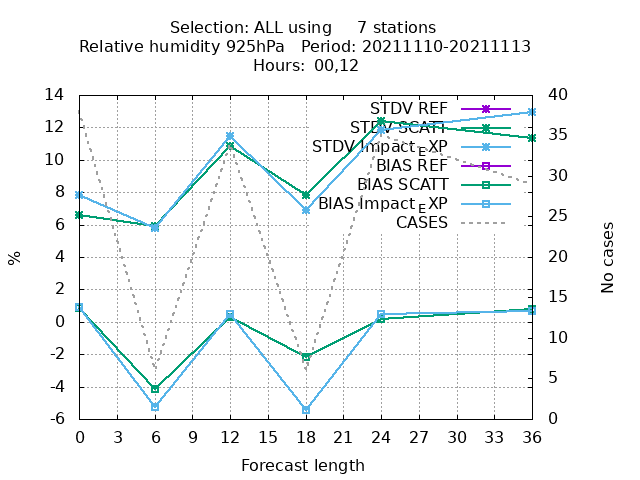 Selection: ALL using 7 stations
Relative humidity 925hPa Period: 20211110-20211113
Hours: 00,12
14 40
12 35
10 30
8 25
6 20
4 15
2 10
0 5
-2 0
-4
-6
STDV REF
STDV SCATT
STDV Impact_EXP
BIAS REF
BIAS SCATT
BIAS Impact_EXP
CASES
%
No cases
0 3 6 9 12 15 18 21 24 27 30 33 36
Forecast length